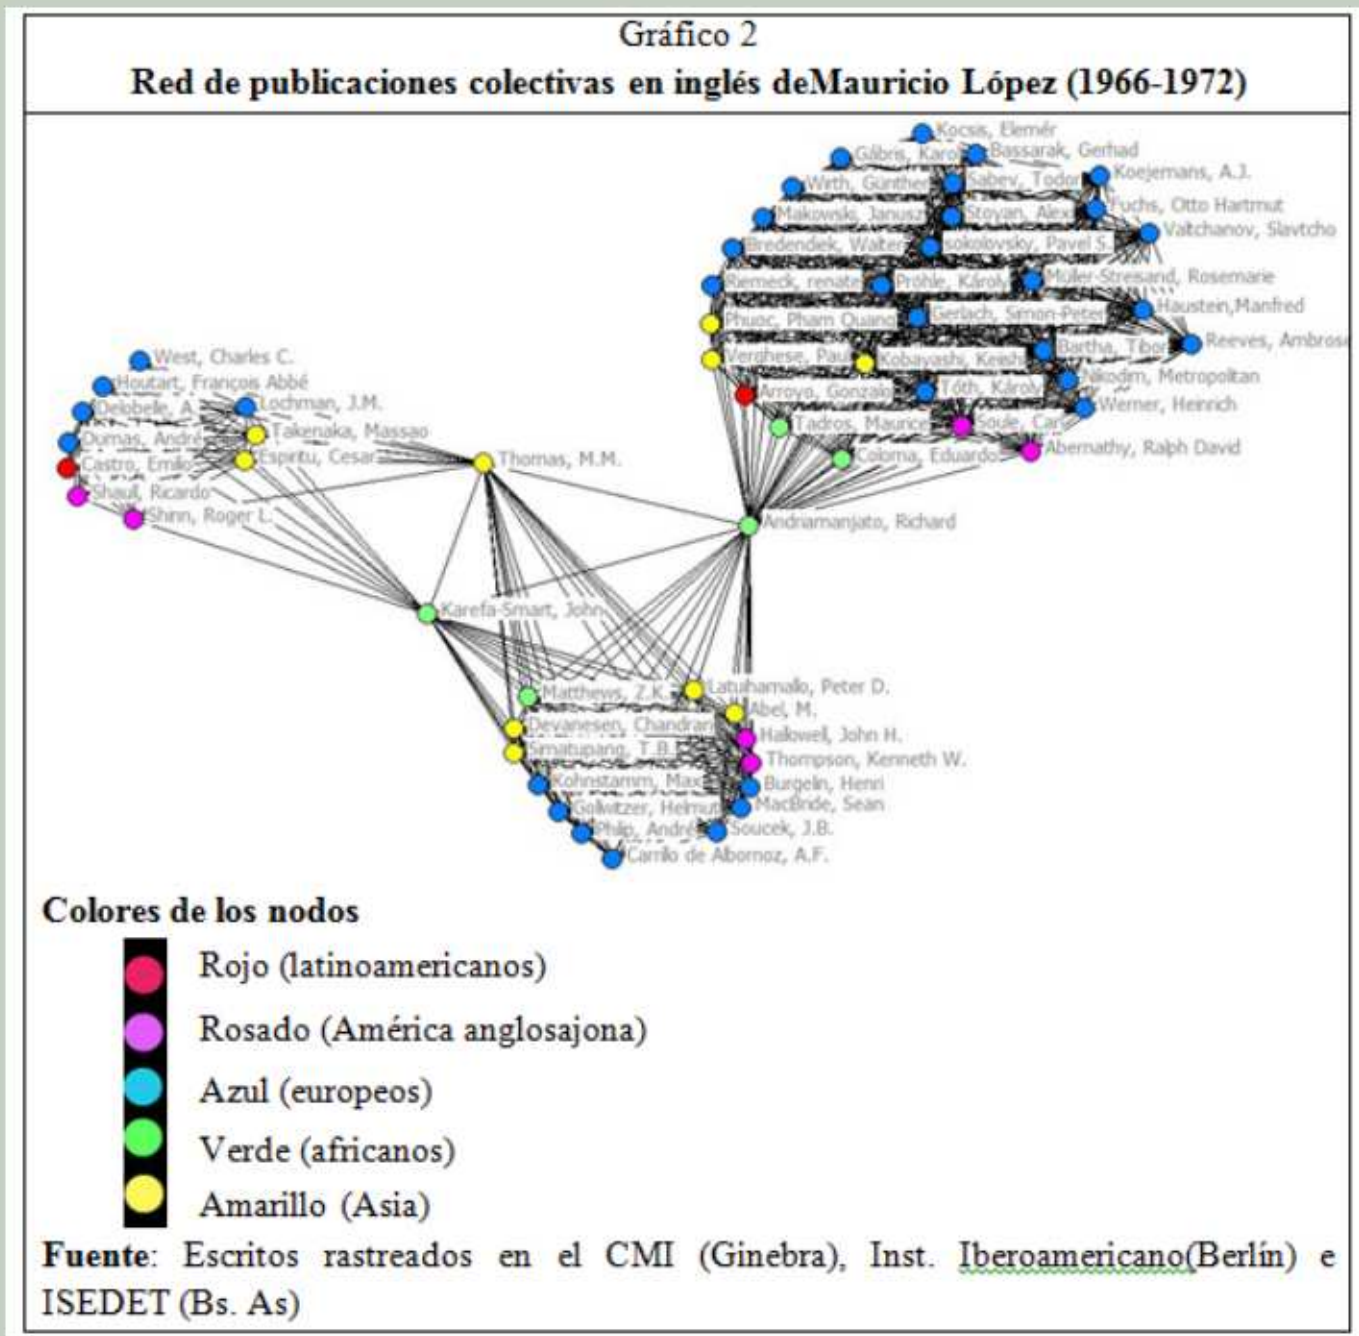 Gráfico 2
Red de publicaciones colectivas en inglés deMauricio López (1966-1972)
Kocsis, Elemér
Gábris, Karol
Bassarak, Gerhad
Wirth, Günther
Sabev, Todor
Koejemans, A.J.
Makowski, Janusz
Stoyan, Alex
Fuchs, Otto Hartmut
Bredendiek, Walter
sokolovsky, Pavel S.
Valtchanov, Slavtcho
Riemeck, renate
Pröhle, Károly
Müller-Streisand, Rosemarie
Phuoc, Pham Quang
Gerlach, Simon-Peter
Haustein,Manfred
Verghese, Paul
Kobayashi, Keishi
Bartha, Tibor
Reeves, Ambrose
Arroyo, Gonzalo
Tóth, Károly
Nikodim, Metropolitan
Werner, Heinrich
Tadros, Maurice
Soule, Carl
Coloma, Eduardo
Abernathy, Ralph David
West, Charles C.
Houtart, François Abbé
Delobelle, A.
Lochman, J.M.
Dumas, André
Takenaka, Massao
Castro, Emilio
Espiritu, Cesar
Thomas, M.M.
Shaull, Ricardo
Shinn, Roger L.
Andriamanjato, Richard
Karefa-Smart, John
Matthews, Z.K.
Latuihamallo, Peter D.
Devanesen, Chandran
Abel, M.
Simatupang, T.B.
Hallowell, John H.
Thompson, Kenneth W.
Kohnstamm, Max
Burgelin, Henri
Gollwitzer, Helmut
MacBride, Sean
Philip, André
Soucek, J.B.
Carrillo de Albornoz, A.F.
Colores de los nodos
Rojo (latinoamericanos)
Rosado (América anglosajona)
Azul (europeos)
Verde (africanos)
Amarillo (Asia)
Fuente: Escritos rastreados en el CMI (Ginebra), Inst. Iberoamericano(Berlín) e
ISEDET (Bs. As)